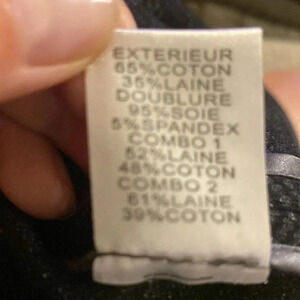 EXTERIEUR
65%COTON
35%LAINE
DOUBLURE
95%SOIE
5%SPANDEX
COMBO 1
52%LAINE
48%COTON
COMBO 2
61%LAINE
39%COTON